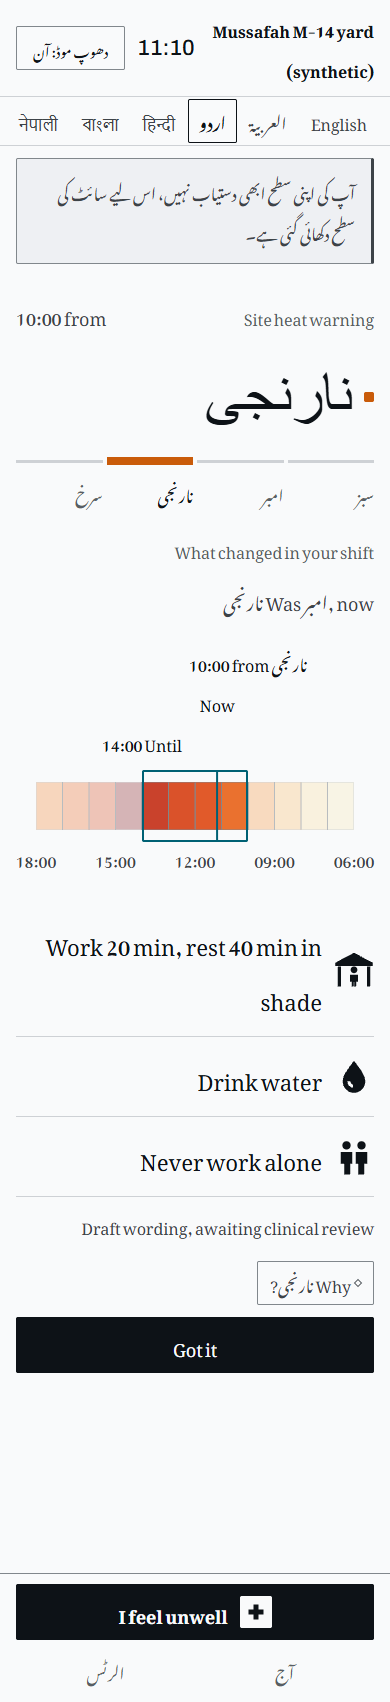 Mussafah M-14 yard (synthetic)
11:10
دھوپ موڈ: آن
English
العربية
اردو
हिन्दी
বাংলা
नेपाली
آپ کی اپنی سطح ابھی دستیاب نہیں، اس لیے سائٹ کی
سطح دکھائی گئی ہے۔
Site heat warning
10:00 from
نارنجی
سبز
امبر
نارنجی
سرخ
What changed in your shift
Was امبر, now نارنجی
نارنجی from 10:00
Now
Until 14:00
06:00
09:00
12:00
15:00
18:00
Work 20 min, rest 40 min in
shade
Drink water
Never work alone
Draft wording, awaiting clinical review
Why نارنجی?
Got it
I feel unwell
آج
الرٹس